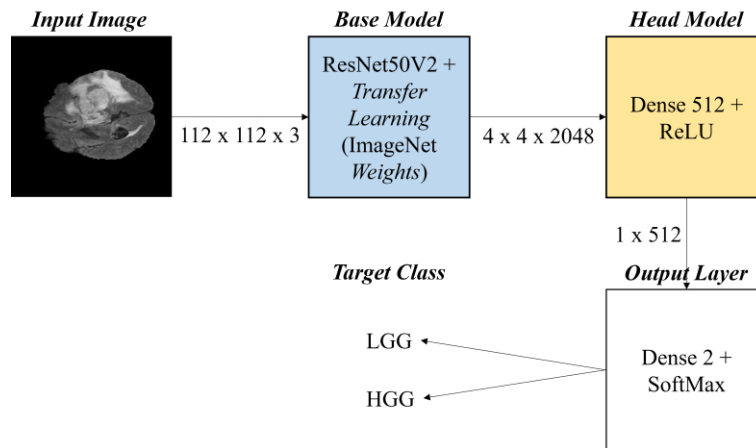 Input Image
Base Model
Head Model
ResNet50V2 +
Transfer
Learning
(ImageNet
Weights)
Dense 512 +
ReLU
112 x 112 x 3
4 x 4 x 2048
1 x 512
Target Class
Output Layer
LGG
HGG
Dense 2 +
SoftMax